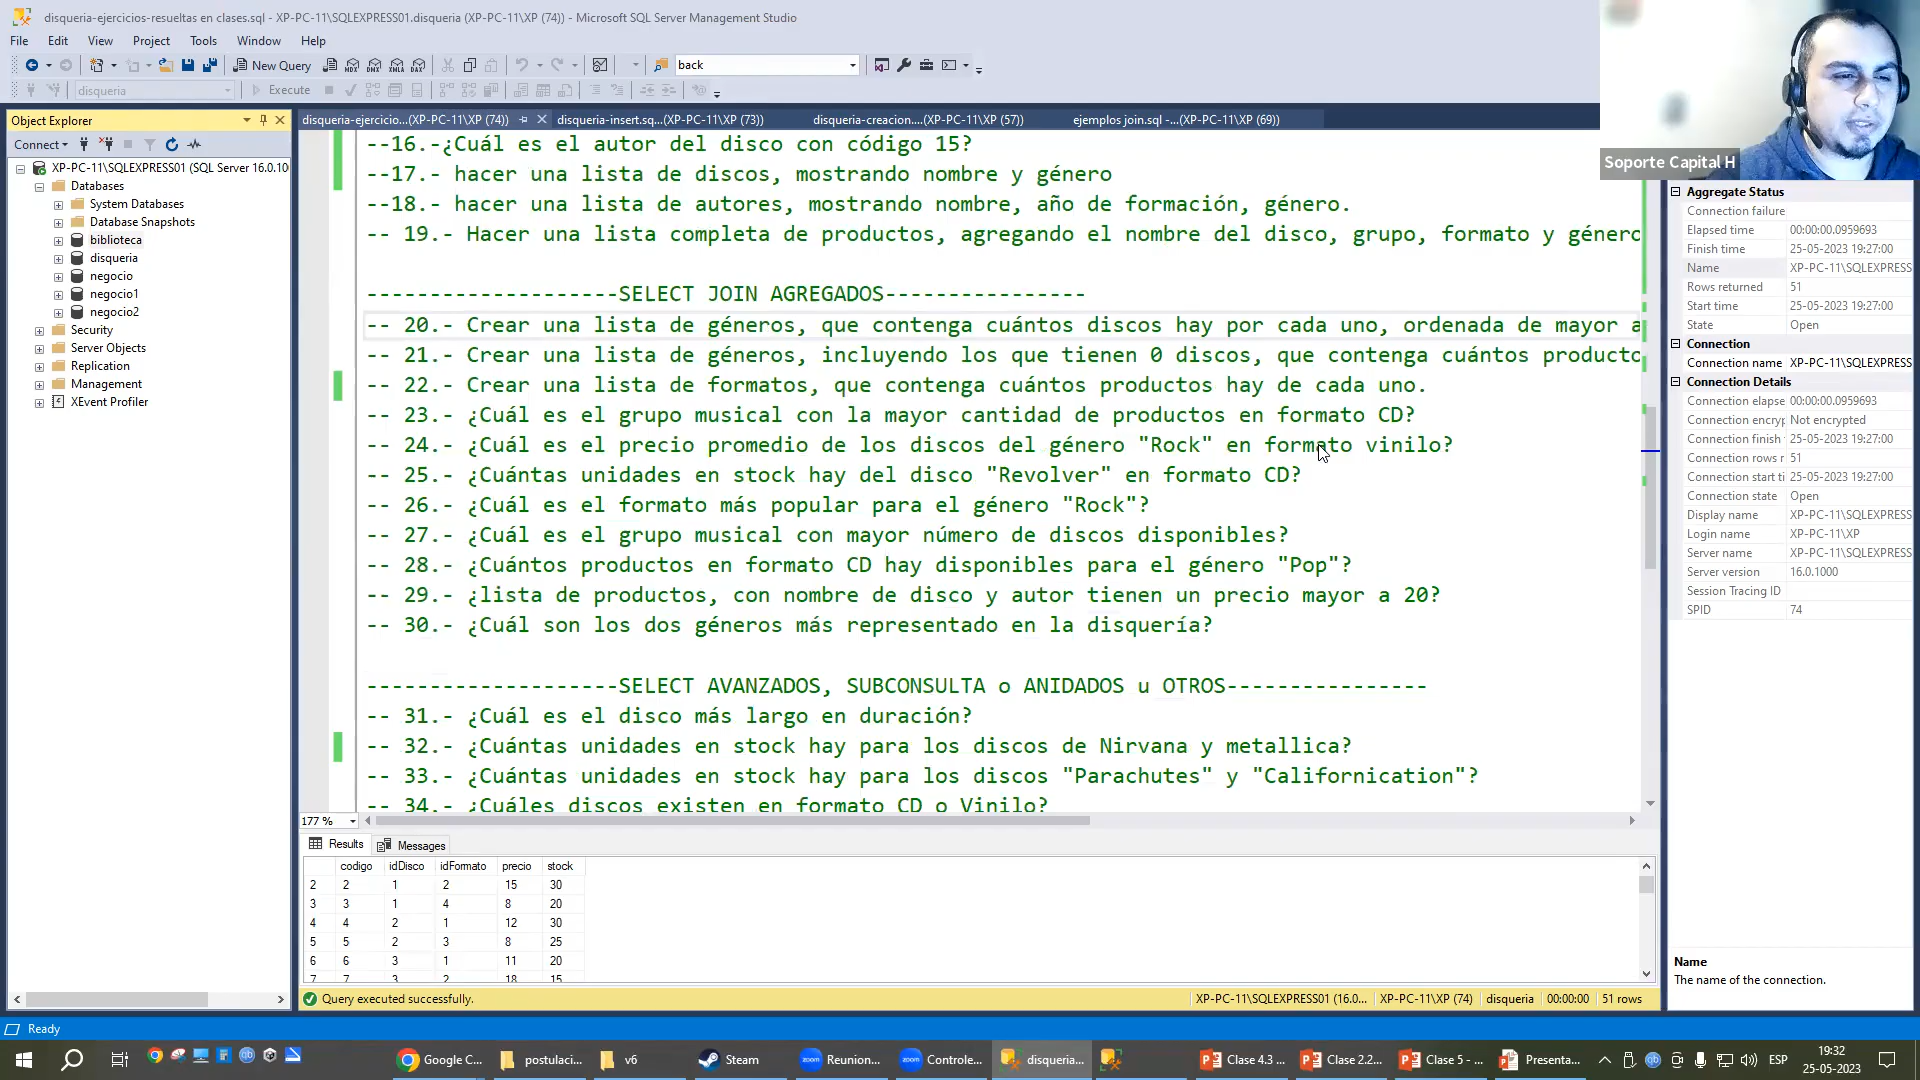 disqueria-ejercicios-resueltas en clases.sql - XP-PC-11\SQLEXPRESS01.disqueria (XP-PC-11\XP (74)) - Microsoft SQL Server Management Studio
File Edit View Project Tools Window Help
New Query
back
disqueria
Execute
Object Explorer
disqueria-ejercicio...(XP-PC-11\XP (74))
disqueria-insert.sq...(XP-PC-11\XP (73))
disqueria-creacion....(XP-PC-11\XP (57))
ejemplos join.sql -...(XP-PC-11\XP (69))
Connect
XP-PC-11\SQLEXPRESS01 (SQL Server 16.0.10
Databases
System Databases
Database Snapshots
biblioteca
disqueria
negocio
negocio1
negocio2
Security
Server Objects
Replication
Management
XEvent Profiler
--16.-¿Cuál es el autor del disco con código 15?
--17.- hacer una lista de discos, mostrando nombre y género
--18.- hacer una lista de autores, mostrando nombre, año de formación, género.
-- 19.- Hacer una lista completa de productos, agregando el nombre del disco, grupo, formato y género
--------------------SELECT JOIN AGREGADOS----------------
-- 20.- Crear una lista de géneros, que contenga cuántos discos hay por cada uno, ordenada de mayor a
-- 21.- Crear una lista de géneros, incluyendo los que tienen 0 discos, que contenga cuántos producto
-- 22.- Crear una lista de formatos, que contenga cuántos productos hay de cada uno.
-- 23.- ¿Cuál es el grupo musical con la mayor cantidad de productos en formato CD?
-- 24.- ¿Cuál es el precio promedio de los discos del género "Rock" en formato vinilo?
-- 25.- ¿Cuántas unidades en stock hay del disco "Revolver" en formato CD?
-- 26.- ¿Cuál es el formato más popular para el género "Rock"?
-- 27.- ¿Cuál es el grupo musical con mayor número de discos disponibles?
-- 28.- ¿Cuántos productos en formato CD hay disponibles para el género "Pop"?
-- 29.- ¿lista de productos, con nombre de disco y autor tienen un precio mayor a 20?
-- 30.- ¿Cuál son los dos géneros más representado en la disquería?
--------------------SELECT AVANZADOS, SUBCONSULTA o ANIDADOS u OTROS----------------
-- 31.- ¿Cuál es el disco más largo en duración?
-- 32.- ¿Cuántas unidades en stock hay para los discos de Nirvana y metallica?
-- 33.- ¿Cuántas unidades en stock hay para los discos "Parachutes" y "Californication"?
-- 34.- ¿Cuáles discos existen en formato CD o Vinilo?
177 %
Results Messages
codigo idDisco idFormato precio stock
2 2 1 2 15 30
3 3 1 4 8 20
4 4 2 1 12 30
5 5 2 3 8 25
6 6 3 1 11 20
7 7 3 2 18 15
Query executed successfully.
XP-PC-11\SQLEXPRESS01 (16.0... XP-PC-11\XP (74) disqueria 00:00:00 51 rows
Soporte Capital H
Aggregate Status
Connection failure
Elapsed time 00:00:00.0959693
Finish time 25-05-2023 19:27:00
Name XP-PC-11\SQLEXPRESS
Rows returned 51
Start time 25-05-2023 19:27:00
State Open
Connection
Connection name XP-PC-11\SQLEXPRESS
Connection Details
Connection elapse 00:00:00.0959693
Connection encryp Not encrypted
Connection finish 25-05-2023 19:27:00
Connection rows r 51
Connection start ti 25-05-2023 19:27:00
Connection state Open
Display name XP-PC-11\SQLEXPRESS
Login name XP-PC-11\XP
Server name XP-PC-11\SQLEXPRESS
Server version 16.0.1000
Session Tracing ID
SPID 74
Name
The name of the connection.
Ready
Google C...
postulaci...
v6
Steam
Reunion...
Controle...
disqueria...
Clase 4.3 ...
Clase 2.2...
Clase 5 - ...
Presenta...
ESP
19:32
25-05-2023